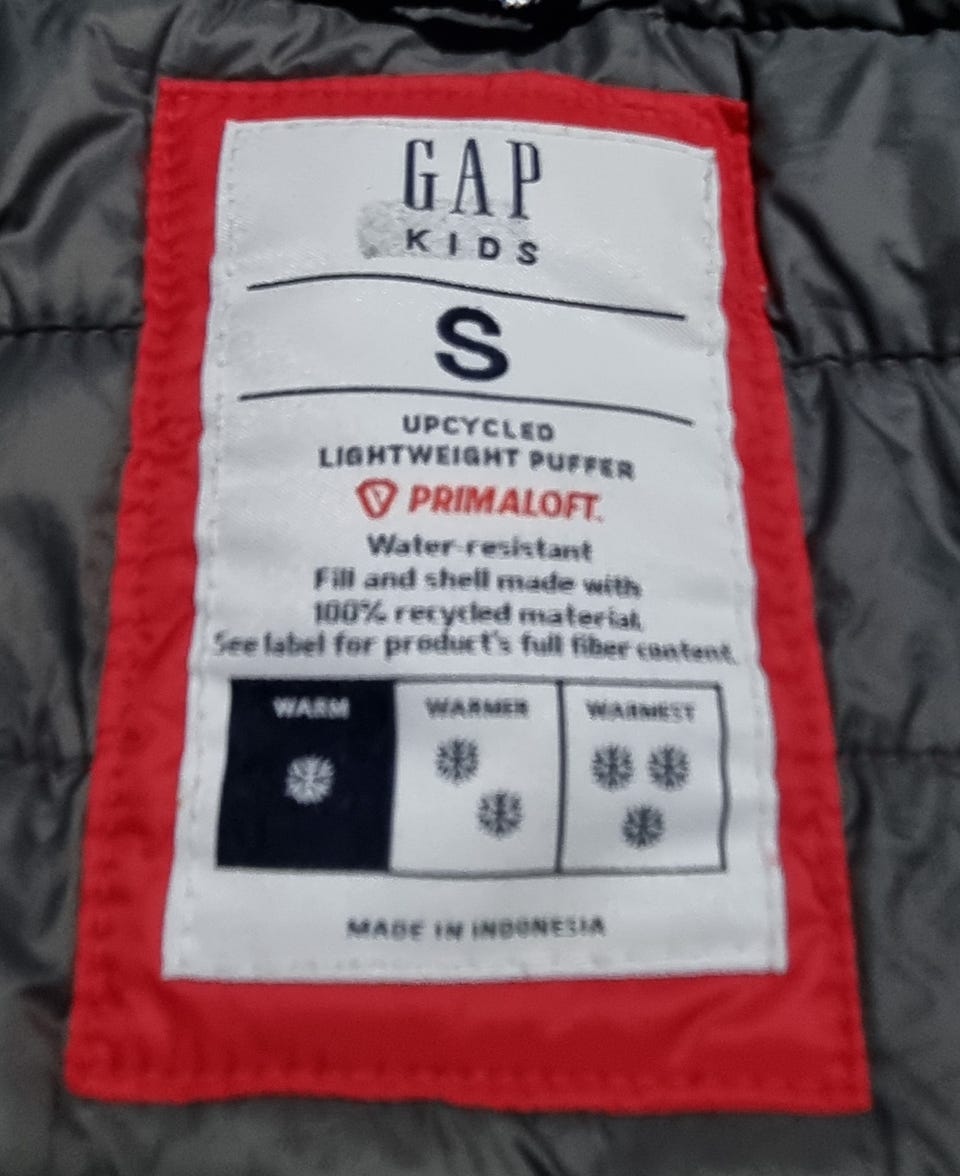 GAP
KIDS
S
UPCYCLED
LIGHTWEIGHT PUFFER
PRIMALOFT.
Water-resistant
Fill and shell made with
100% recycled material.
See label for product's full fiber content.
WARM WARMER WARMEST
MADE IN INDONESIA